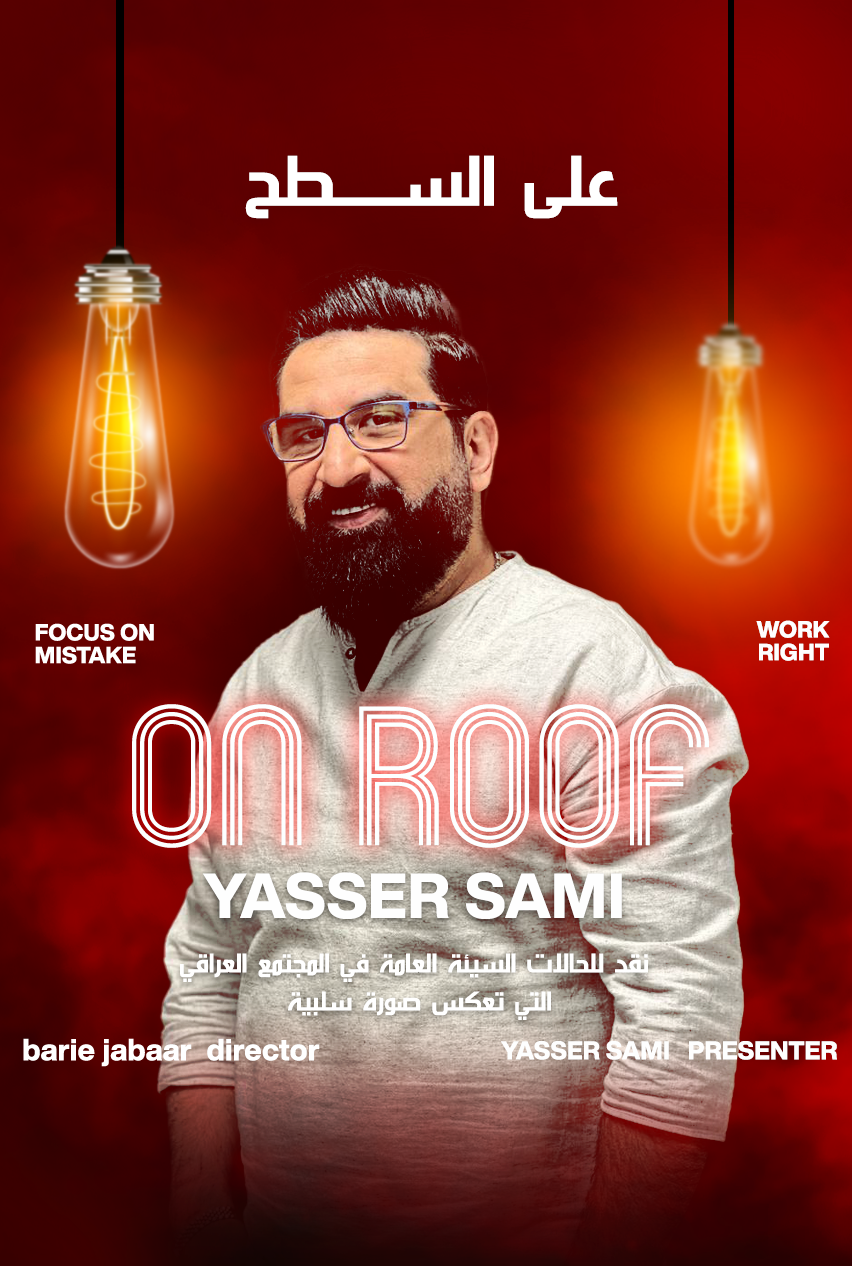 على الســـــطح
FOCUS ON
MISTAKE
WORK
RIGHT
ON ROOF
YASSER SAMI
نقد للحالات السيئة العامة في المجتمع العراقي
التي تعكس صورة سلبية
barie jabaar director
YASSER SAMI PRESENTER